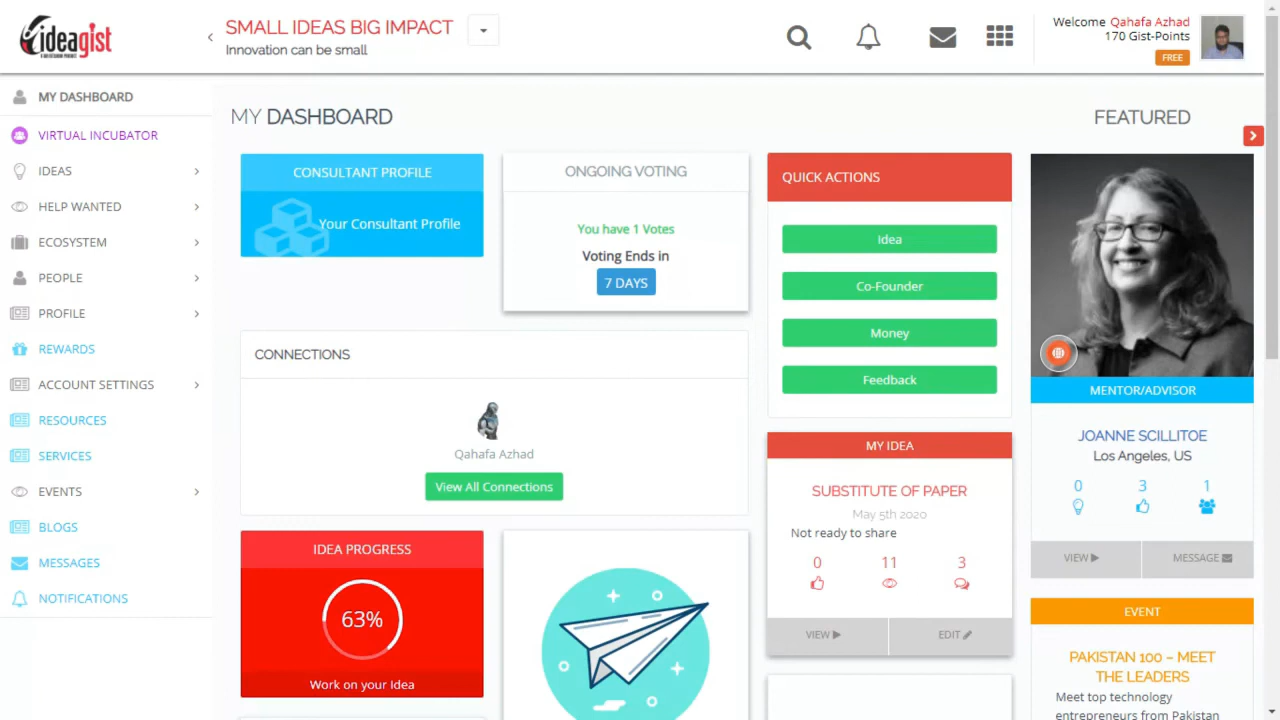 ideagist
SMALL IDEAS BIG IMPACT
Innovation can be small
Welcome Qahafa Azhad
170 Gist-Points
FREE
MY DASHBOARD
VIRTUAL INCUBATOR
IDEAS
HELP WANTED
ECOSYSTEM
PEOPLE
PROFILE
REWARDS
ACCOUNT SETTINGS
RESOURCES
SERVICES
EVENTS
BLOGS
MESSAGES
NOTIFICATIONS
MY DASHBOARD
CONSULTANT PROFILE
Your Consultant Profile
ONGOING VOTING
You have 1 Votes
Voting Ends in
7 DAYS
CONNECTIONS
Qahafa Azhad
View All Connections
IDEA PROGRESS
63%
Work on your Idea
QUICK ACTIONS
Idea
Co-Founder
Money
Feedback
MY IDEA
SUBSTITUTE OF PAPER
May 5th 2020
Not ready to share
0 11 3
VIEW EDIT
FEATURED
MENTOR/ADVISOR
JOANNE SCILLITOE
Los Angeles, US
0 3 1
VIEW MESSAGE
EVENT
PAKISTAN 100 – MEET
THE LEADERS
Meet top technology
entrepreneurs from Pakistan